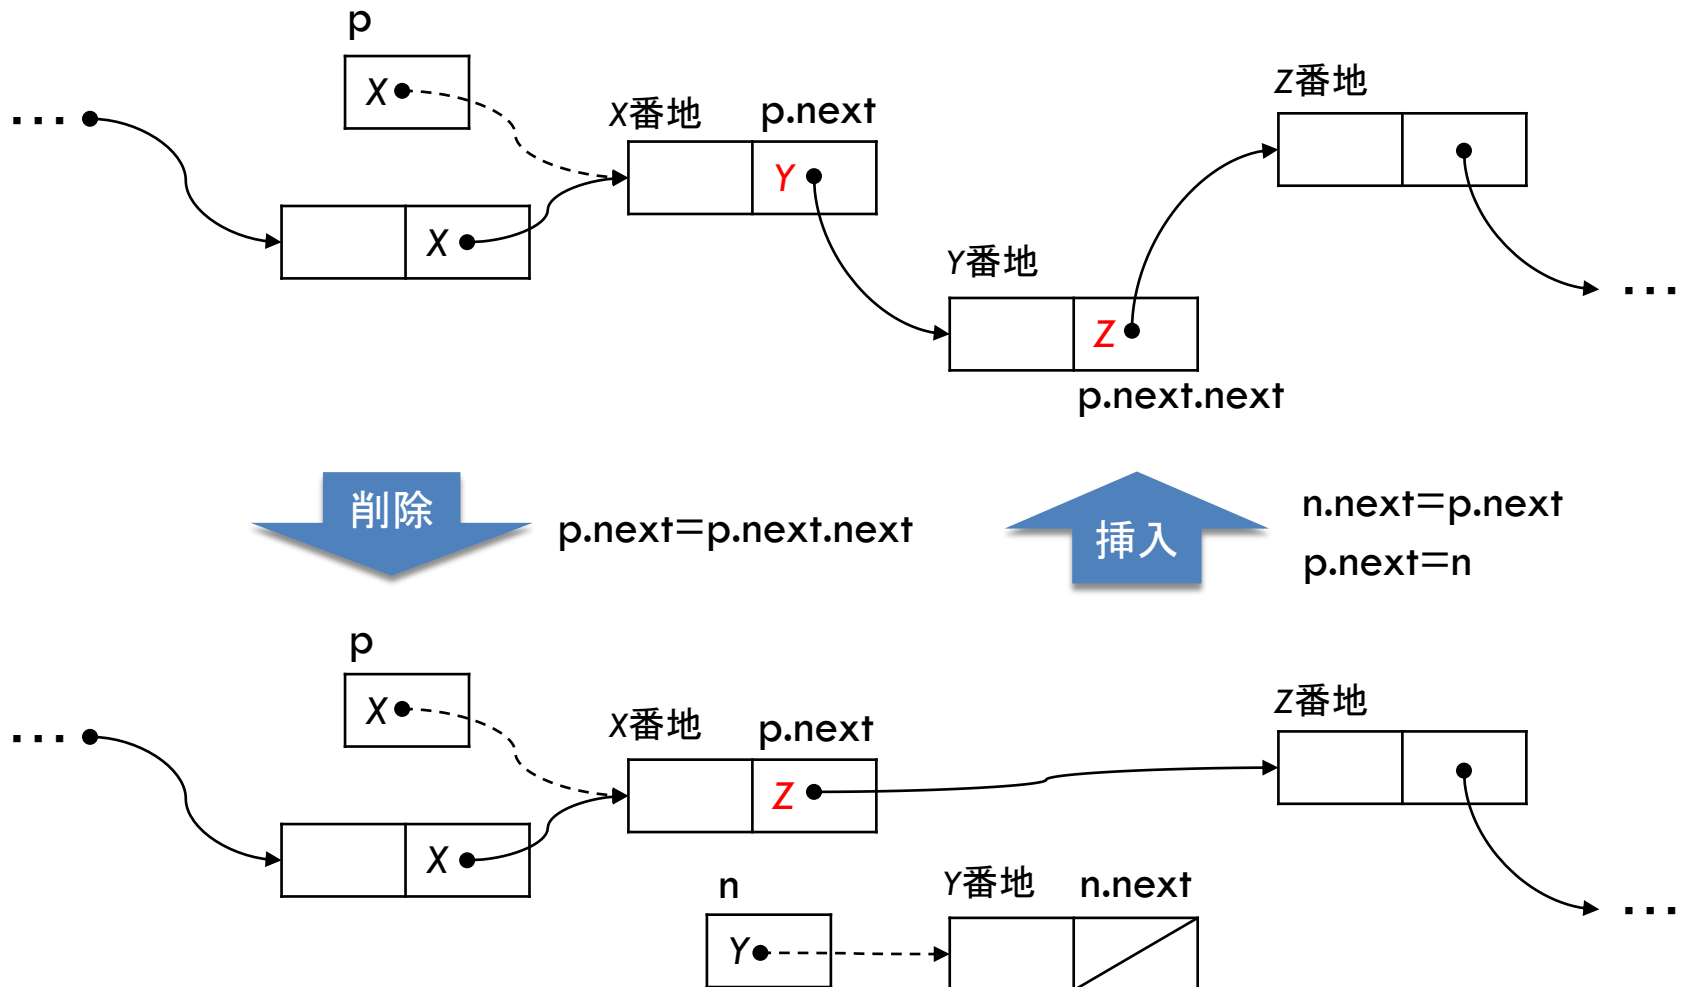 p
X
...
X番地 p.next
Z番地
Y
X
Y番地
...
Z
p.next.next
削除
p.next=p.next.next
挿入
n.next=p.next
p.next=n
p
X
...
X番地 p.next
Z番地
Z
X
n
Y番地 n.next
...
Y